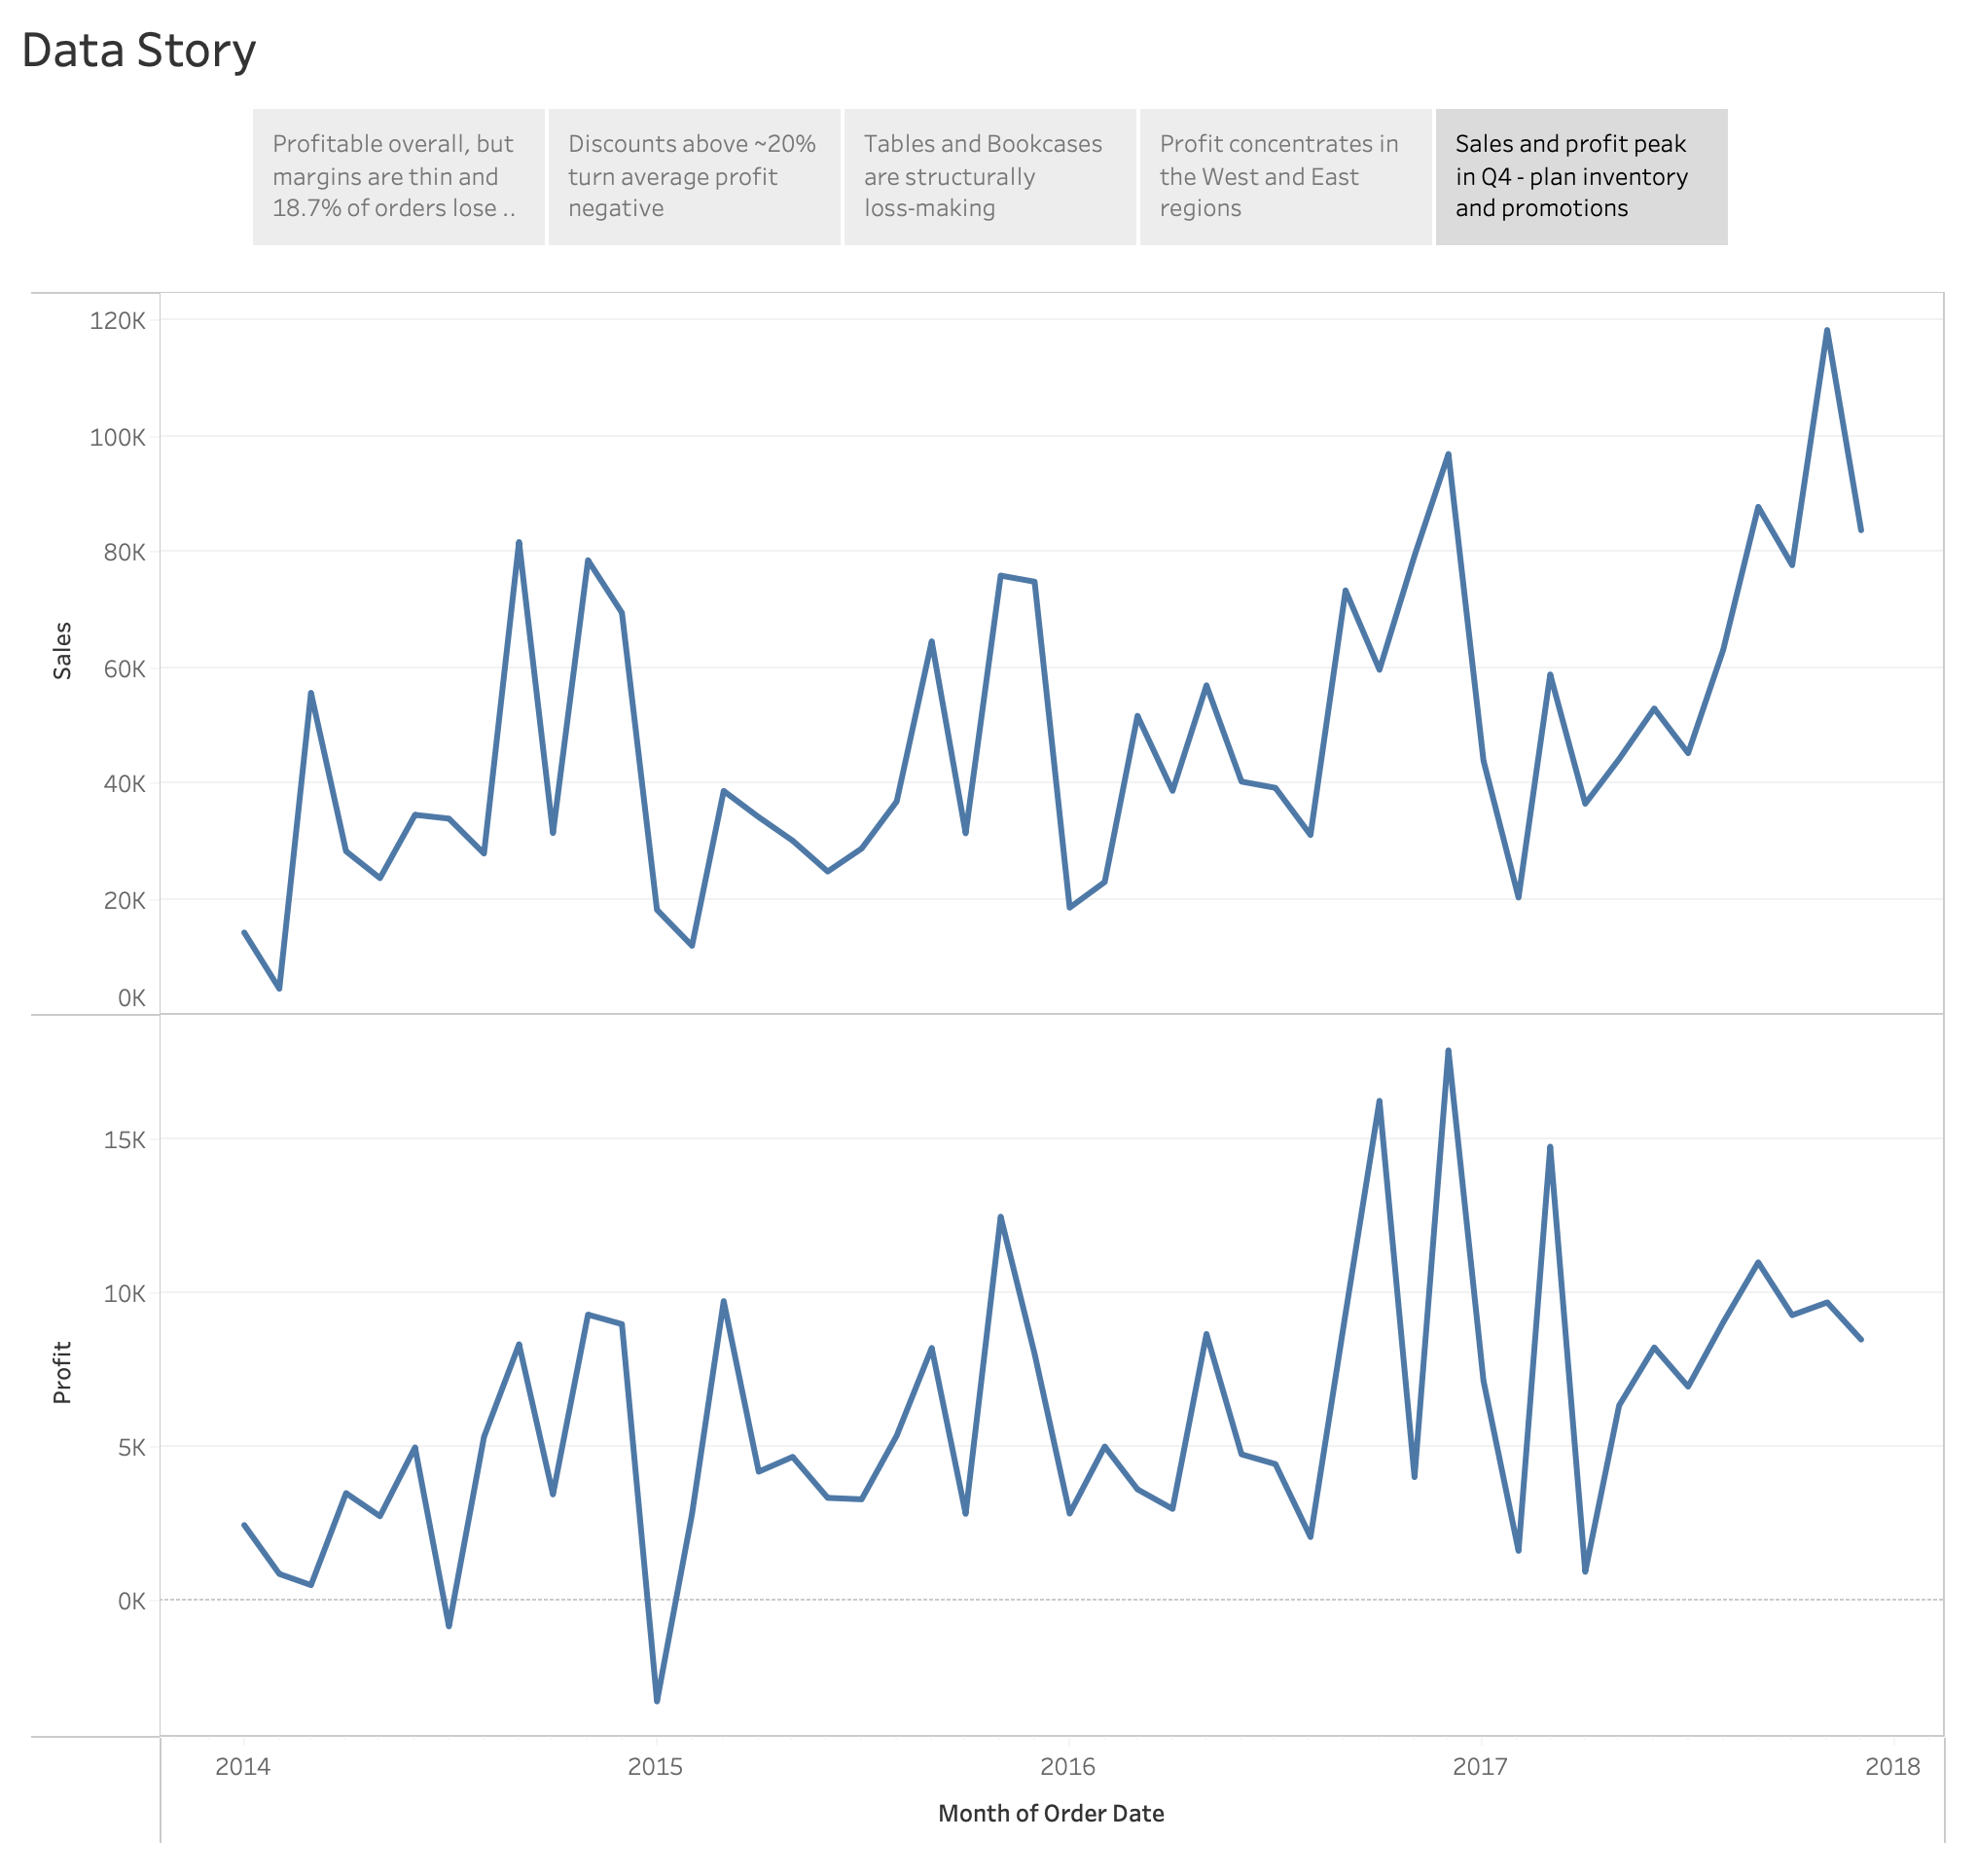 Data Story
Profitable overall, but
margins are thin and
18.7% of orders lose ..
Discounts above ~20%
turn average profit
negative
Tables and Bookcases
are structurally
loss-making
Profit concentrates in
the West and East
regions
Sales and profit peak
in Q4 - plan inventory
and promotions
120K
100K
80K
60K
40K
20K
0K
Sales
15K
10K
5K
0K
Profit
2014
2015
2016
2017
2018
Month of Order Date